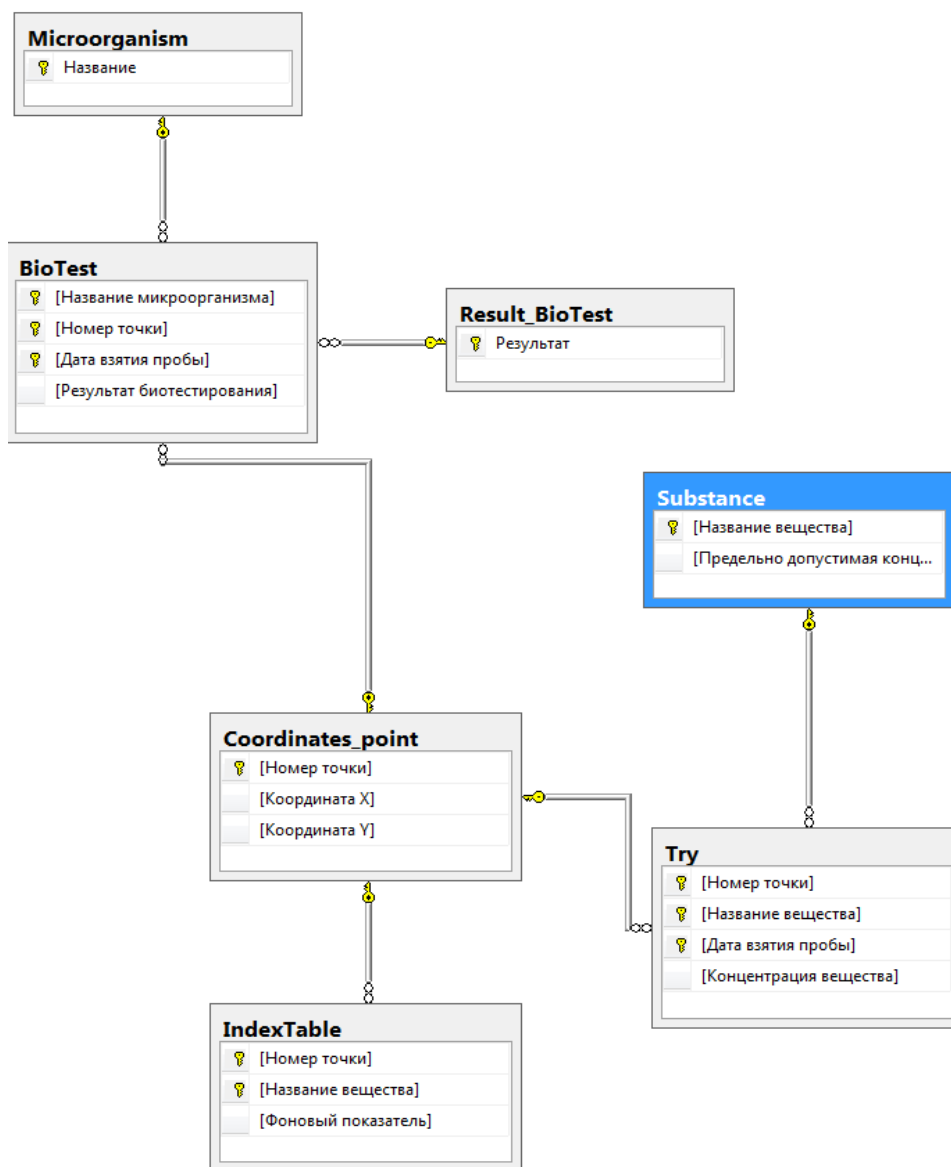 Microorganism
Название
BioTest
[Название микроорганизма]
[Номер точки]
[Дата взятия пробы]
[Результат биотестирования]
Result_BioTest
Результат
Substance
[Название вещества]
[Предельно допустимая конц...
Coordinates_point
[Номер точки]
[Координата X]
[Координата Y]
Try
[Номер точки]
[Название вещества]
[Дата взятия пробы]
[Концентрация вещества]
IndexTable
[Номер точки]
[Название вещества]
[Фоновый показатель]